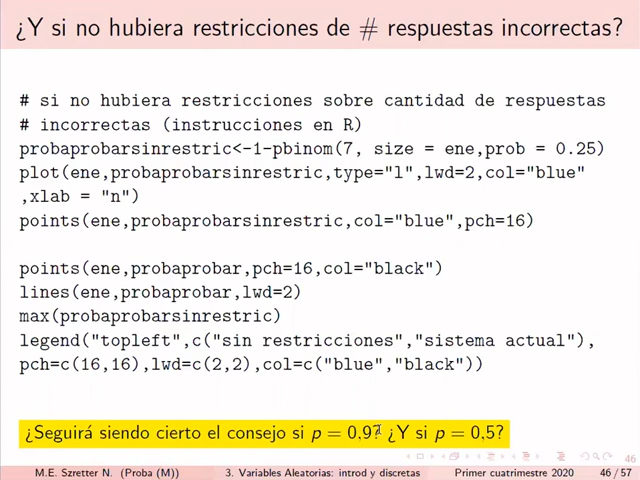 ¿Y si no hubiera restricciones de # respuestas incorrectas?
# si no hubiera restricciones sobre cantidad de respuestas
# incorrectas (instrucciones en R)
probaprobarsinrestric<-1-pbinom(7, size = ene,prob = 0.25)
plot(ene,probaprobarsinrestric,type="l",lwd=2,col="blue"
,xlab = "n")
points(ene,probaprobarsinrestric,col="blue",pch=16)
points(ene,probaprobar,pch=16,col="black")
lines(ene,probaprobar,lwd=2)
max(probaprobarsinrestric)
legend("topleft",c("sin restricciones","sistema actual"),
pch=c(16,16),lwd=c(2,2),col=c("blue","black"))
¿Seguirá siendo cierto el consejo si p = 0,9? ¿Y si p = 0,5?
46
M.E. Szretter N. (Proba (M)) 3. Variables Aleatorias: introd y discretas Primer cuatrimestre 2020 46 / 57